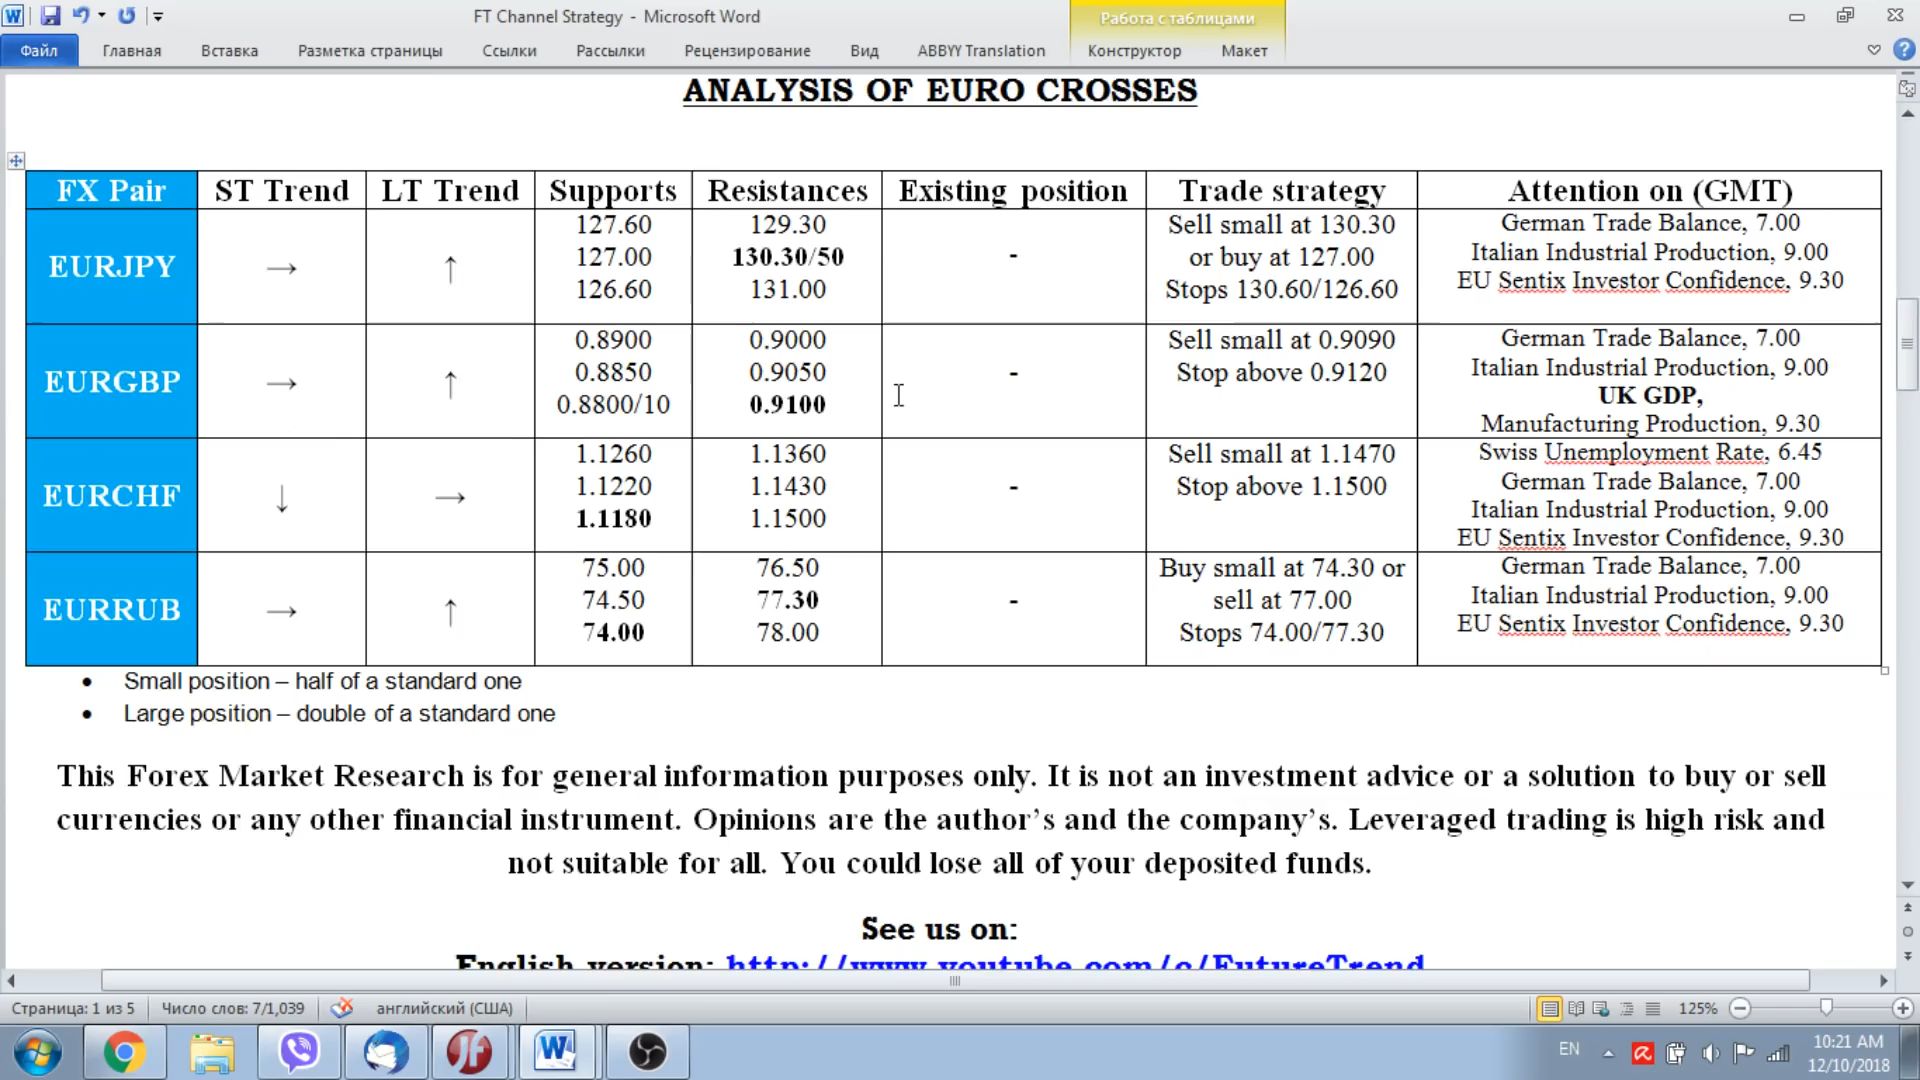 FT Channel Strategy - Microsoft Word
Работа с таблицами
Файл
Главная
Вставка
Разметка страницы
Ссылки
Рассылки
Рецензирование
Вид
ABBYY Translation
Конструктор
Макет
ANALYSIS OF EURO CROSSES
FX Pair
ST Trend
LT Trend
Supports
Resistances
Existing position
Trade strategy
Attention on (GMT)
EURJPY
→
↑
127.60
127.00
126.60
129.30
130.30/50
131.00
-
Sell small at 130.30
or buy at 127.00
Stops 130.60/126.60
German Trade Balance, 7.00
Italian Industrial Production, 9.00
EU Sentix Investor Confidence, 9.30
EURGBP
→
↑
0.8900
0.8850
0.8800/10
0.9000
0.9050
0.9100
-
Sell small at 0.9090
Stop above 0.9120
German Trade Balance, 7.00
Italian Industrial Production, 9.00
UK GDP,
Manufacturing Production, 9.30
EURCHF
↓
→
1.1260
1.1220
1.1180
1.1360
1.1430
1.1500
-
Sell small at 1.1470
Stop above 1.1500
Swiss Unemployment Rate, 6.45
German Trade Balance, 7.00
Italian Industrial Production, 9.00
EU Sentix Investor Confidence, 9.30
EURRUB
→
↑
75.00
74.50
74.00
76.50
77.30
78.00
-
Buy small at 74.30 or
sell at 77.00
Stops 74.00/77.30
German Trade Balance, 7.00
Italian Industrial Production, 9.00
EU Sentix Investor Confidence, 9.30
• Small position – half of a standard one
• Large position – double of a standard one
This Forex Market Research is for general information purposes only. It is not an investment advice or a solution to buy or sell
currencies or any other financial instrument. Opinions are the author’s and the company’s. Leveraged trading is high risk and
not suitable for all. You could lose all of your deposited funds.
See us on:
English version: http://www.youtube.com/c/FutureTrend
Страница: 1 из 5
Число слов: 7/1,039
английский (США)
125%
EN
10:21 AM
12/10/2018